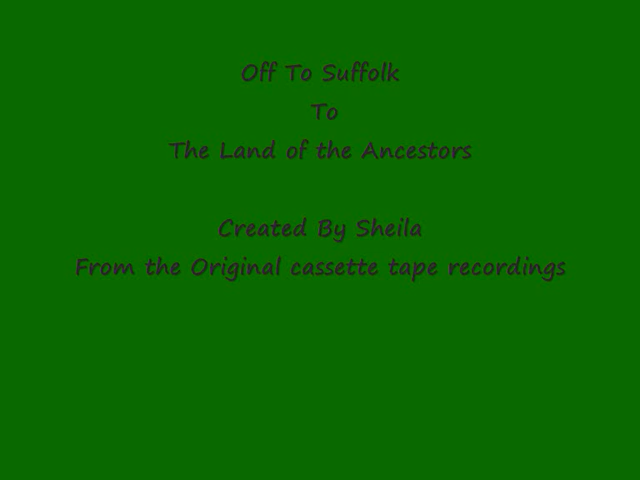 Off To Suffolk
To
The Land of the Ancestors
Created By Sheila
From the Original cassette tape recordings